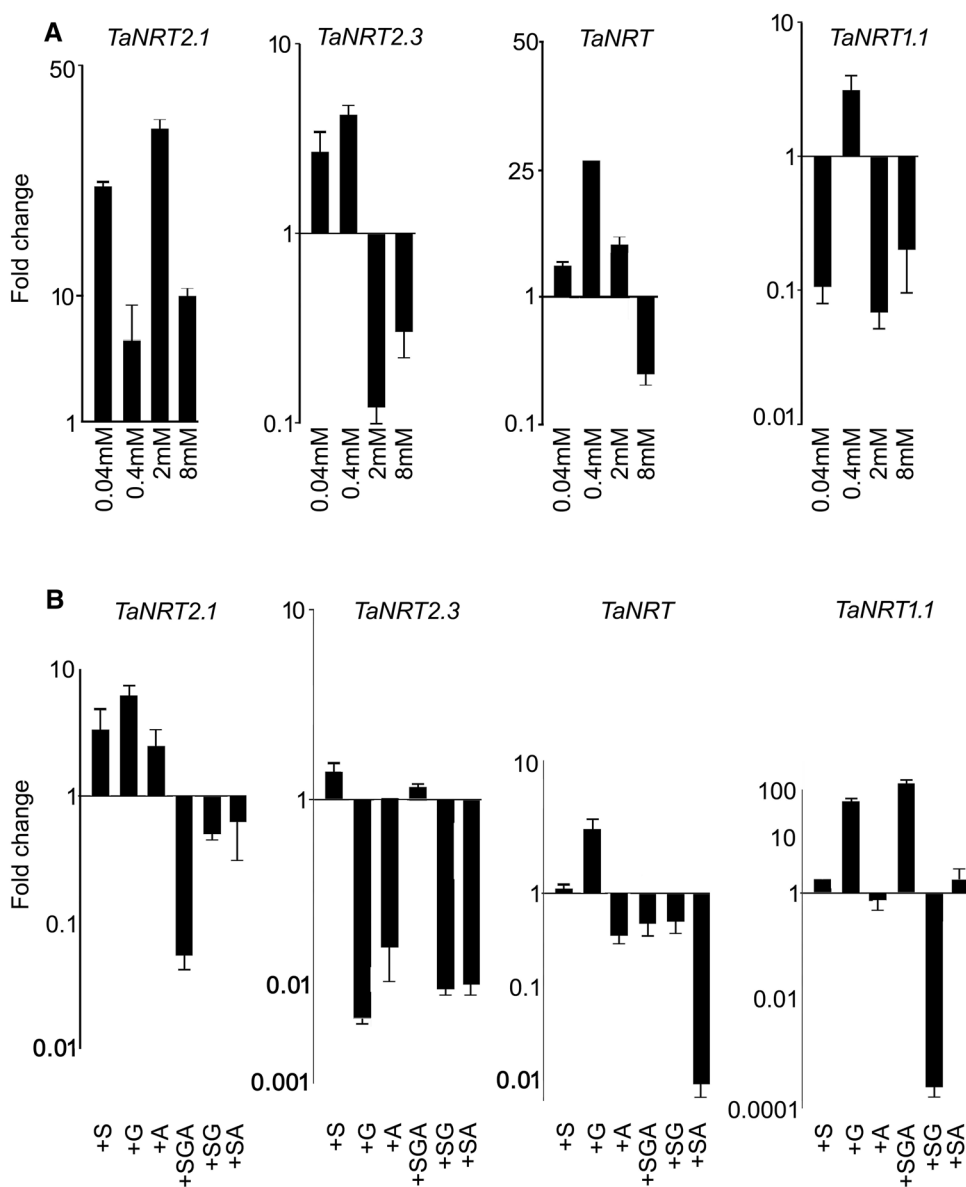 A
TaNRT2.1
TaNRT2.3
TaNRT
TaNRT1.1
Fold change
50
10
1
0.04mM
0.4mM
2mM
8mM
10
1
0.1
0.04mM
0.4mM
2mM
8mM
50
25
1
0.1
0.04mM
0.4mM
2mM
8mM
10
1
0.1
0.01
0.04mM
0.4mM
2mM
8mM
B
TaNRT2.1
TaNRT2.3
TaNRT
TaNRT1.1
Fold change
10
1
0.1
0.01
+S
+G
+A
+SGA
+SG
+SA
10
1
0.01
0.001
+S
+G
+A
+SGA
+SG
+SA
10
1
0.1
0.01
+S
+G
+A
+SGA
+SG
+SA
100
10
1
0.01
0.0001
+S
+G
+A
+SGA
+SG
+SA